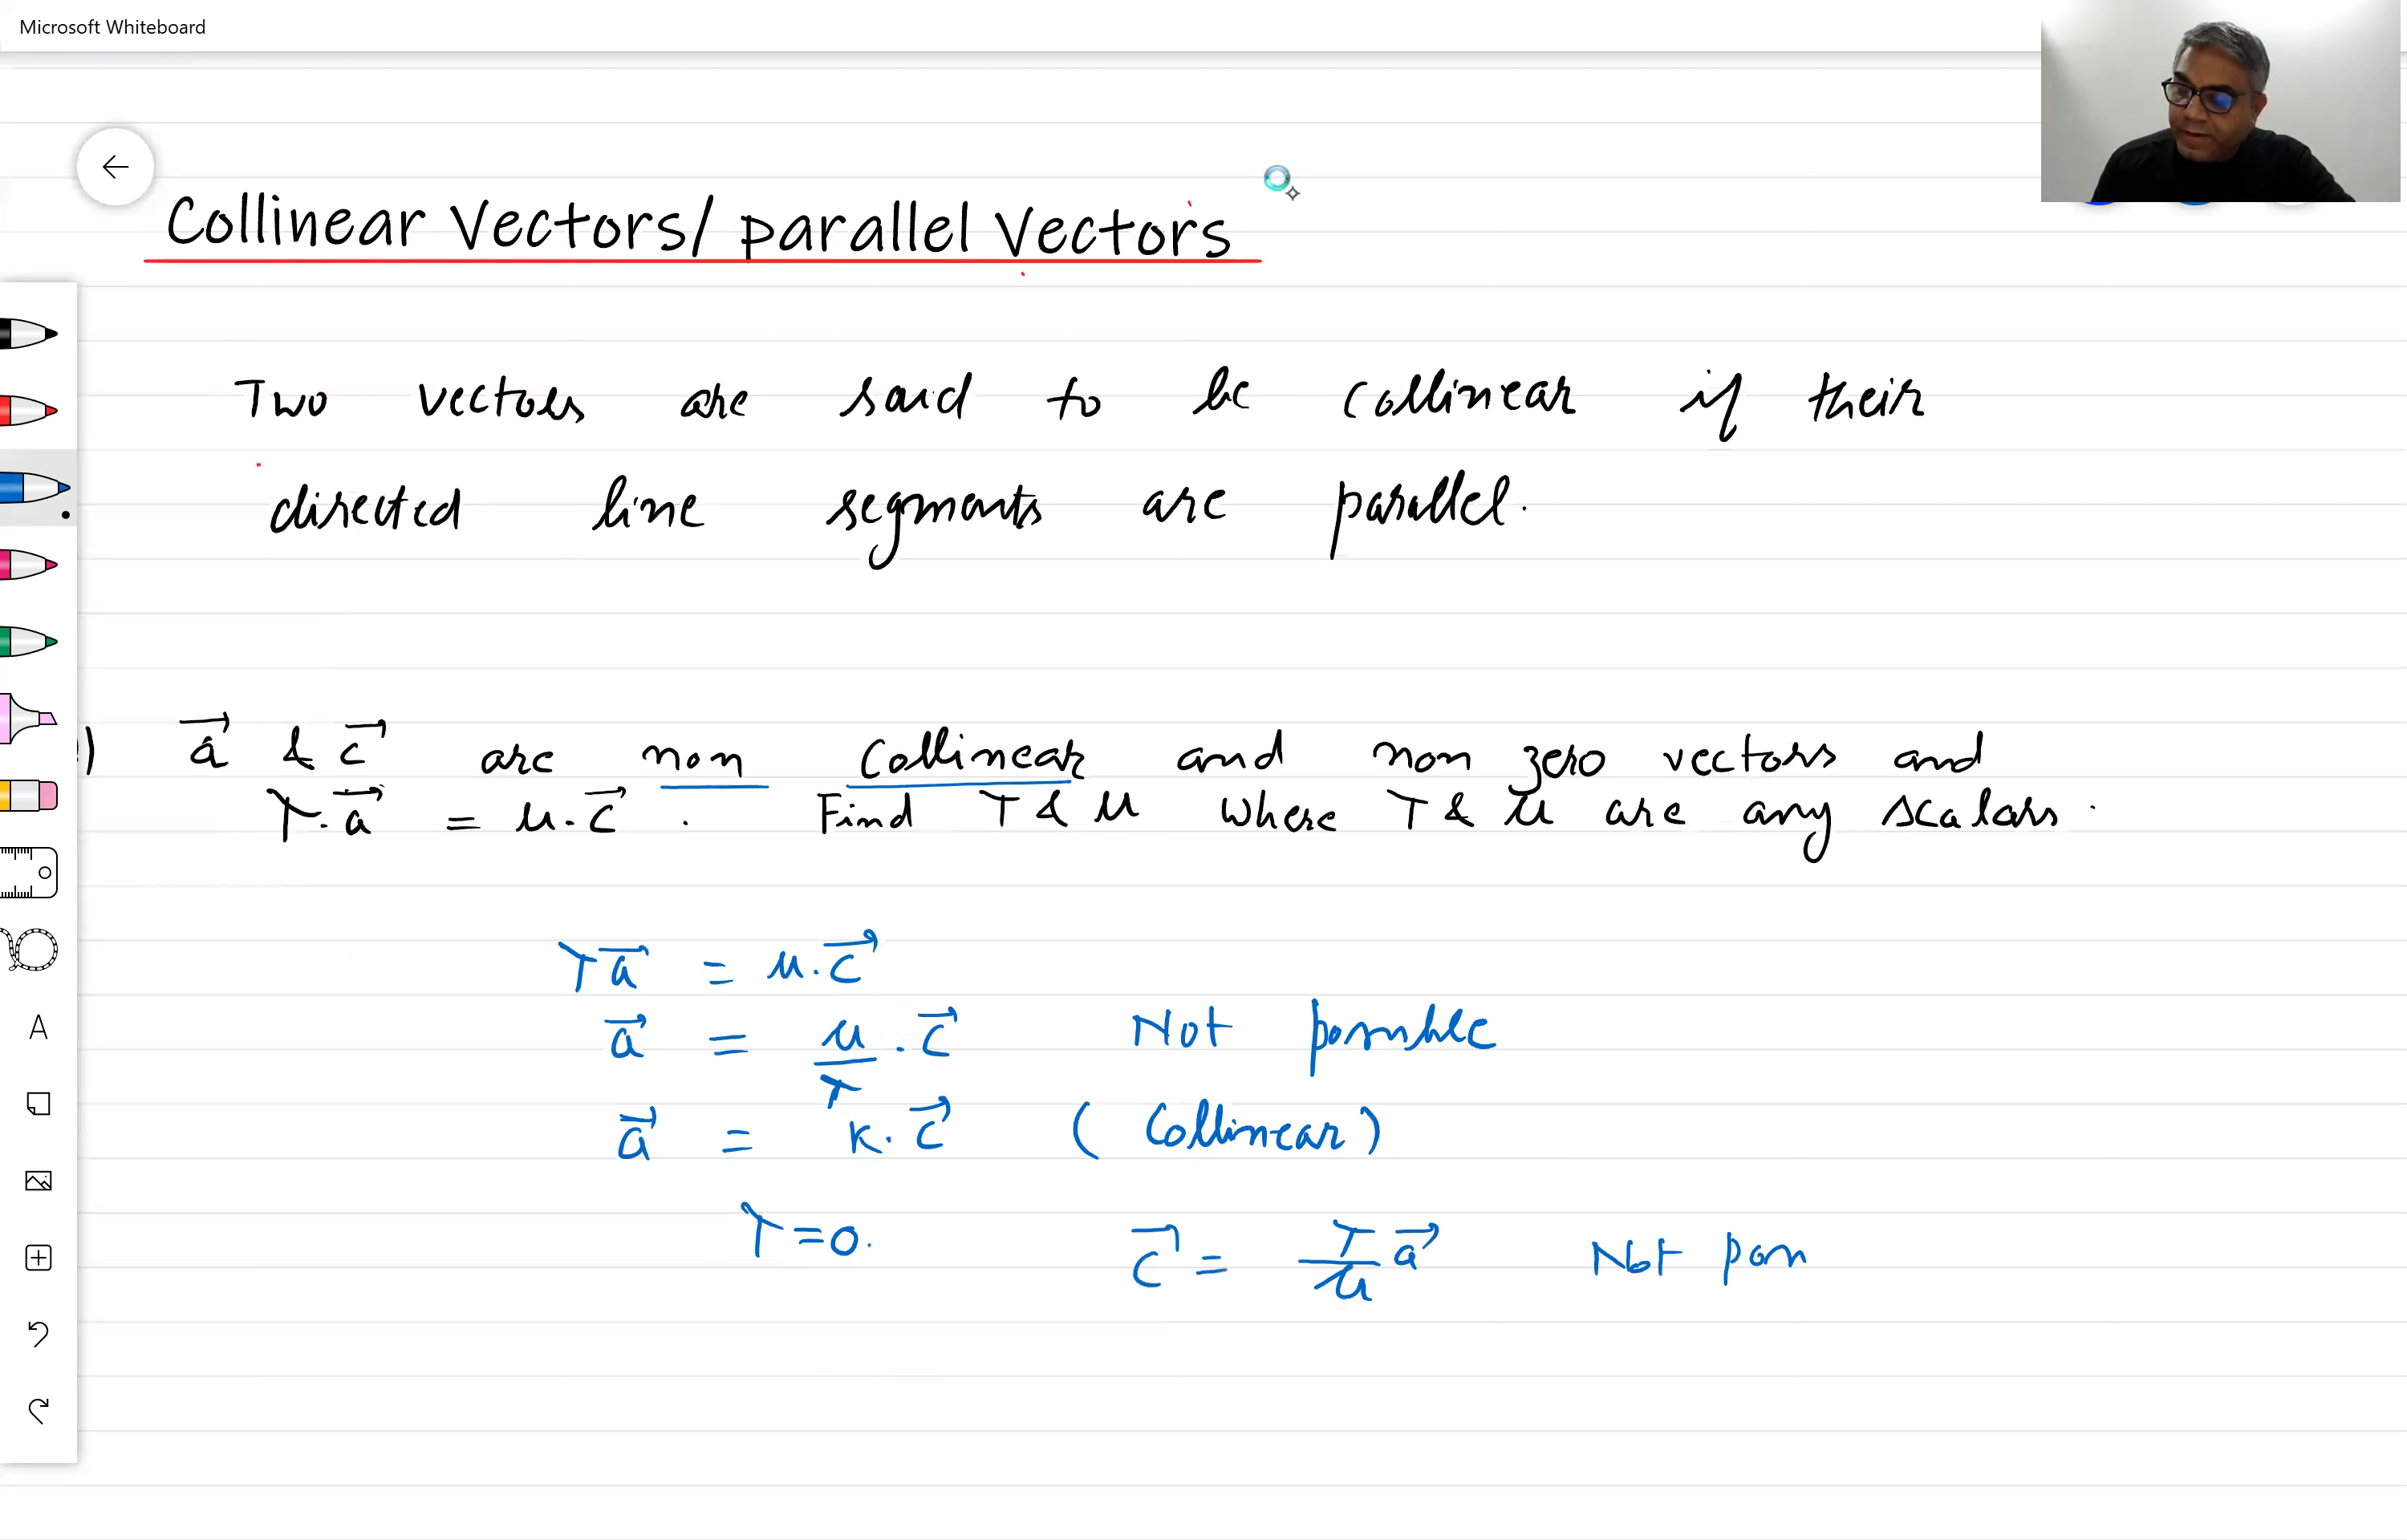 Microsoft Whiteboard
Collinear Vectors/ parallel vectors
Two vectors are said to be collinear if their
directed line segments are parallel.
) a⃗ & c⃗ are non collinear and non zero vectors and
λ. a⃗ = μ. c⃗ . Find λ & μ where λ & μ are any scalars.
λ a⃗ = μ. c⃗
a⃗ = μ/λ . c⃗ Not possible
a⃗ = K. c⃗ ( Collinear )
λ = 0. c⃗ = λ/μ a⃗ Not
A